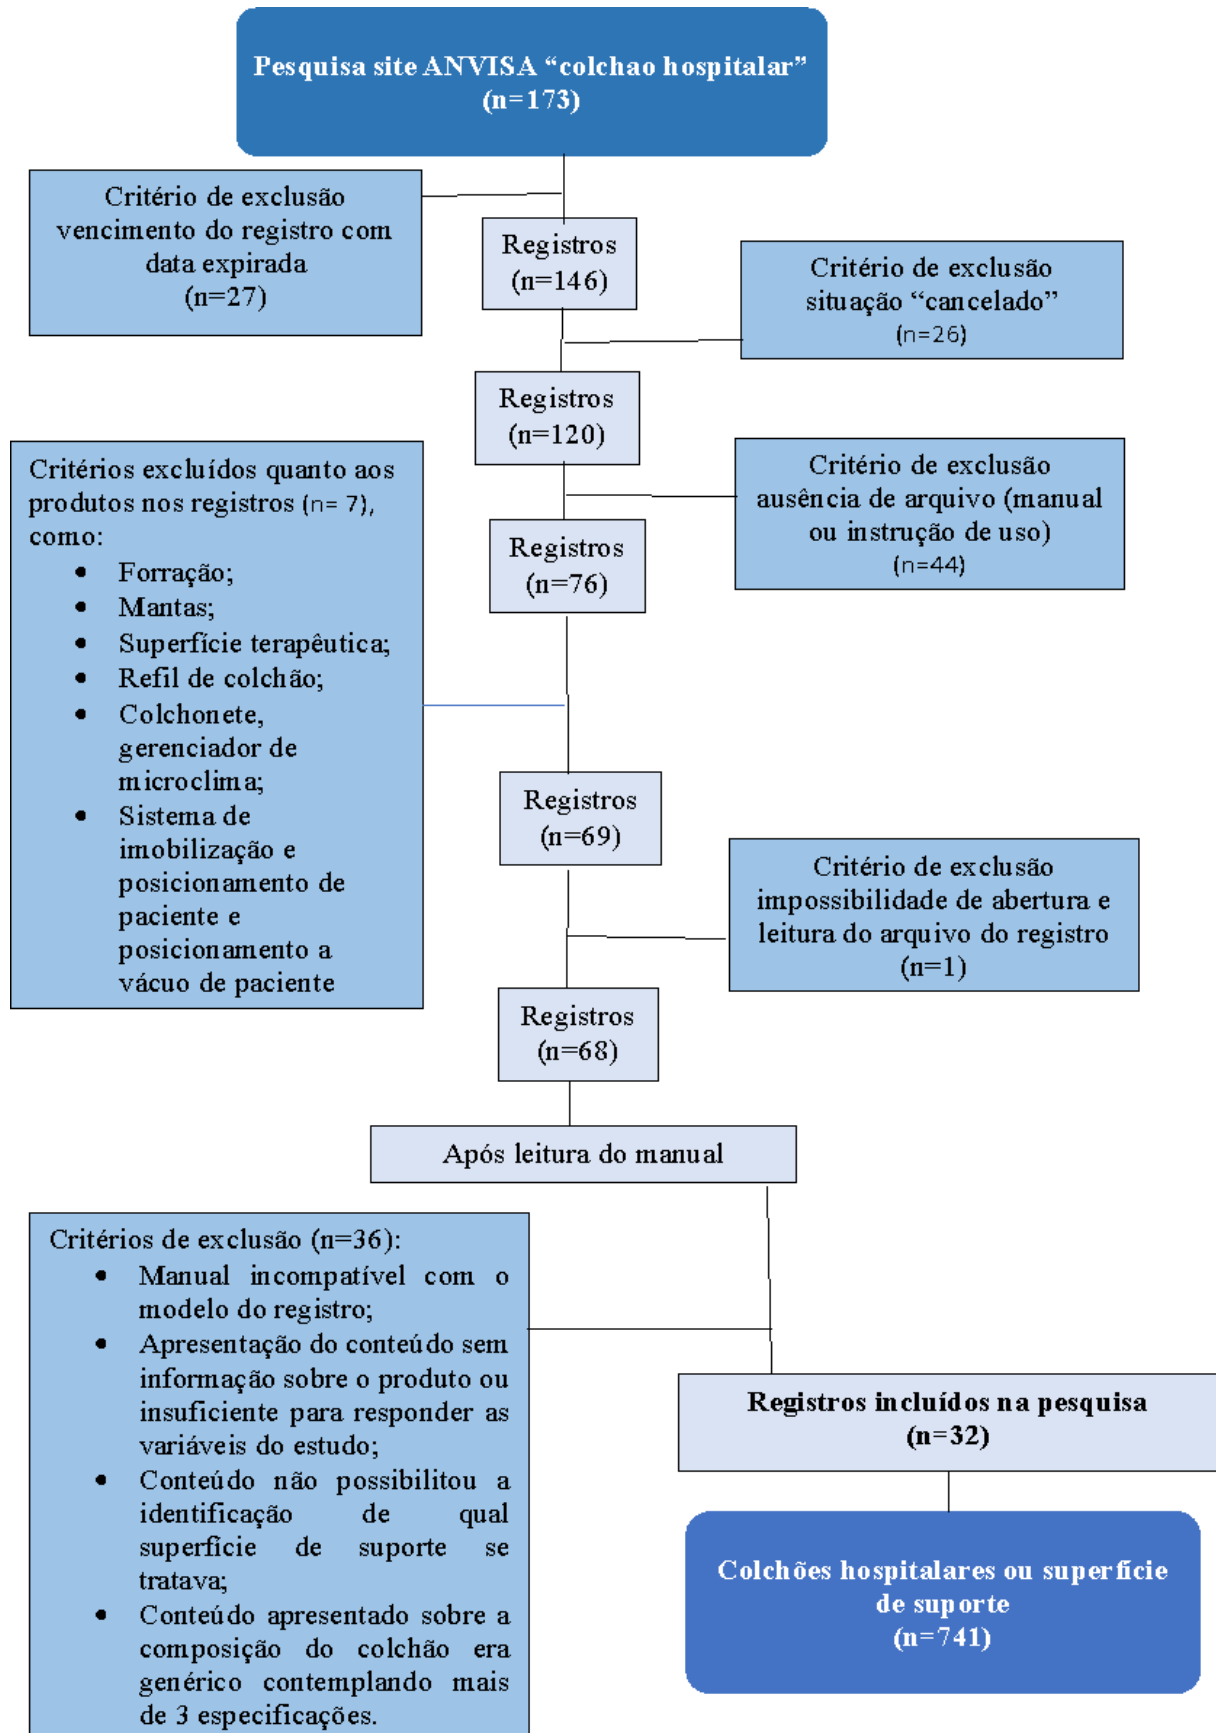 Pesquisa site ANVISA “colchao hospitalar”
(n=173)
Critério de exclusão
vencimento do registro com
data expirada
(n=27)
Registros
(n=146)
Critério de exclusão
situação “cancelado”
(n=26)
Registros
(n=120)
Critério de exclusão
ausência de arquivo (manual
ou instrução de uso)
(n=44)
Registros
(n=76)
Critérios excluídos quanto aos
produtos nos registros (n= 7),
como:
• Forração;
• Mantas;
• Superfície terapêutica;
• Refil de colchão;
• Colchonete,
gerenciador de
microclima;
• Sistema de
imobilização e
posicionamento de
paciente e
posicionamento a
vácuo de paciente
Registros
(n=69)
Critério de exclusão
impossibilidade de abertura e
leitura do arquivo do registro
(n=1)
Registros
(n=68)
Após leitura do manual
Critérios de exclusão (n=36):
• Manual incompatível com o
modelo do registro;
• Apresentação do conteúdo sem
informação sobre o produto ou
insuficiente para responder as
variáveis do estudo;
• Conteúdo não possibilitou a
identificação de qual
superfície de suporte se
tratava;
• Conteúdo apresentado sobre a
composição do colchão era
genérico contemplando mais
de 3 especificações.
Registros incluídos na pesquisa
(n=32)
Colchões hospitalares ou superfície
de suporte
(n=741)